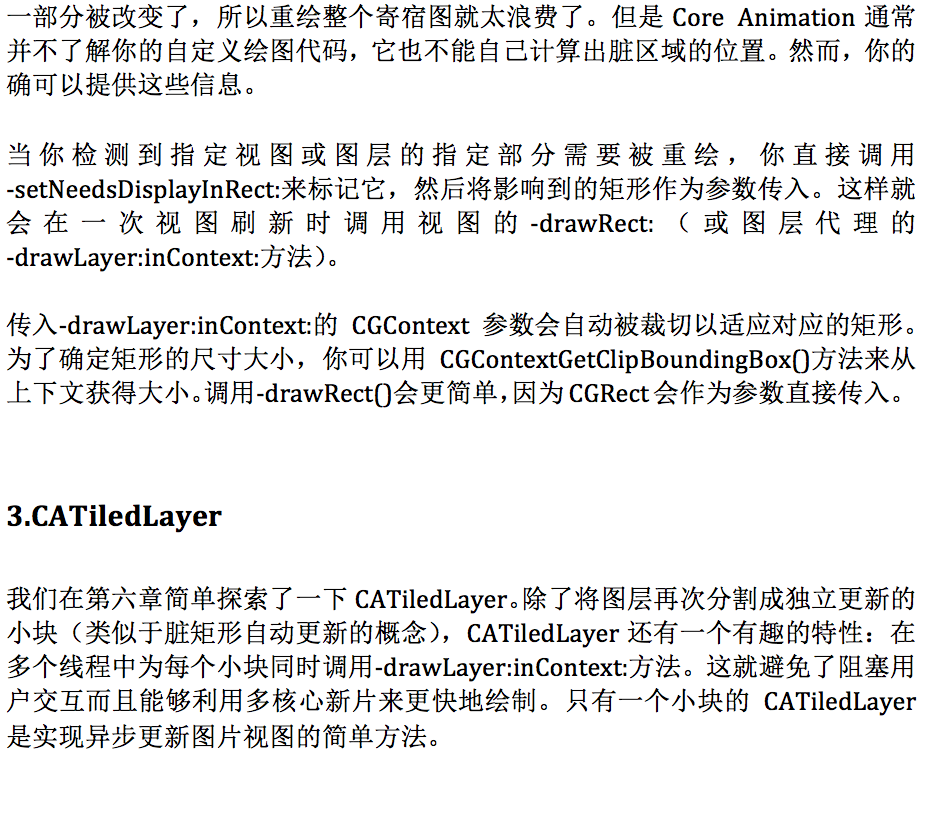 一部分被改变了，所以重绘整个寄宿图就太浪费了。但是 Core Animation 通常
并不了解你的自定义绘图代码，它也不能自己计算出脏区域的位置。然而，你的
确可以提供这些信息。
当你检测到指定视图或图层的指定部分需要被重绘，你直接调用
-setNeedsDisplayInRect:来标记它，然后将影响到的矩形作为参数传入。这样就
会在一次视图刷新时调用视图的-drawRect:（或图层代理的
-drawLayer:inContext:方法）。
传入-drawLayer:inContext:的 CGContext 参数会自动被裁切以适应对应的矩形。
为了确定矩形的尺寸大小，你可以用 CGContextGetClipBoundingBox()方法来从
上下文获得大小。调用-drawRect()会更简单，因为 CGRect 会作为参数直接传入。
3.CATiledLayer
我们在第六章简单探索了一下 CATiledLayer。除了将图层再次分割成独立更新的
小块（类似于脏矩形自动更新的概念），CATiledLayer 还有一个有趣的特性：在
多个线程中为每个小块同时调用-drawLayer:inContext:方法。这就避免了阻塞用
户交互而且能够利用多核心新片来更快地绘制。只有一个小块的 CATiledLayer
是实现异步更新图片视图的简单方法。